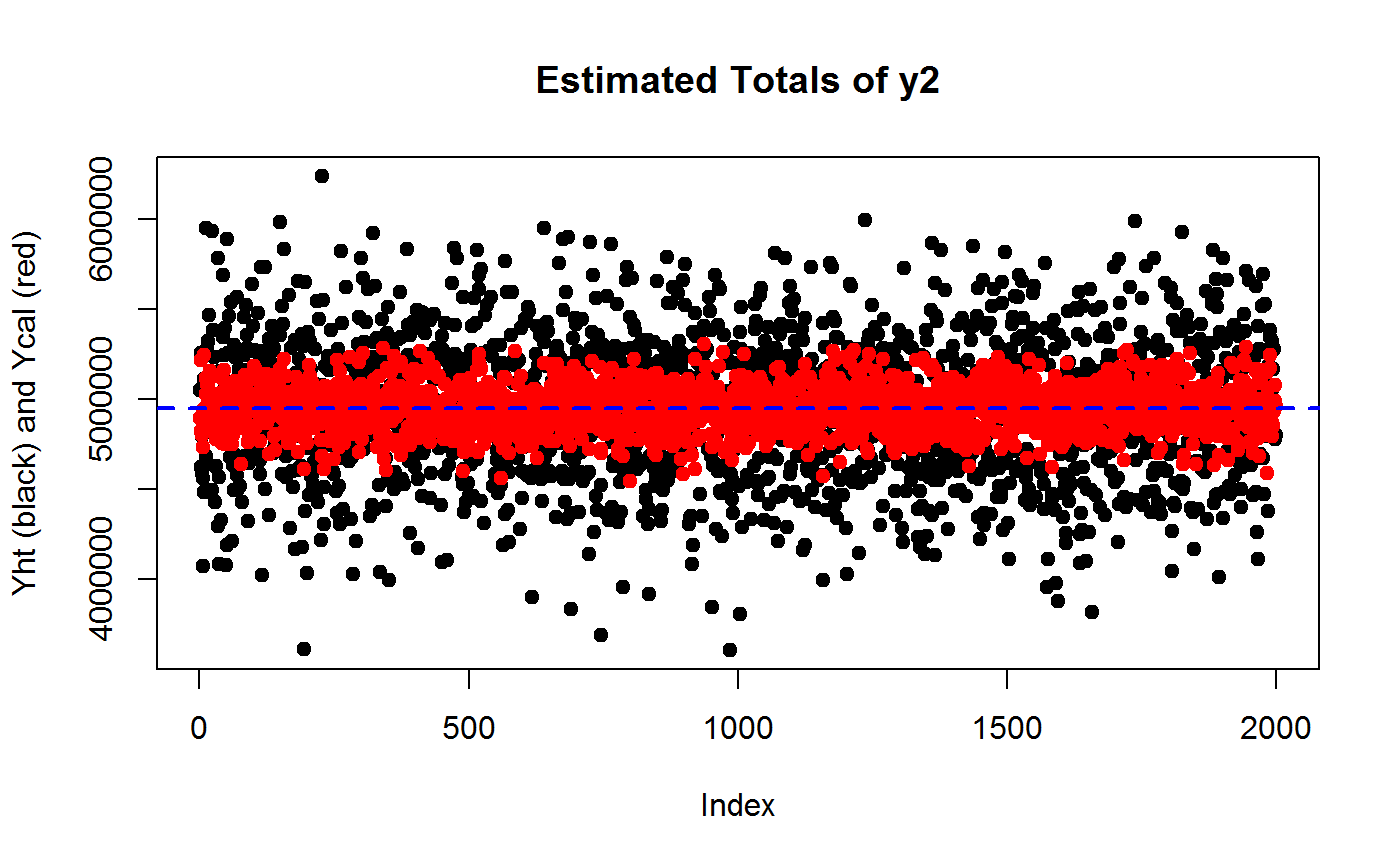 Estimated Totals of y2
Yht (black) and Ycal (red)
6000000
5000000
4000000
0 500 1000 1500 2000
Index